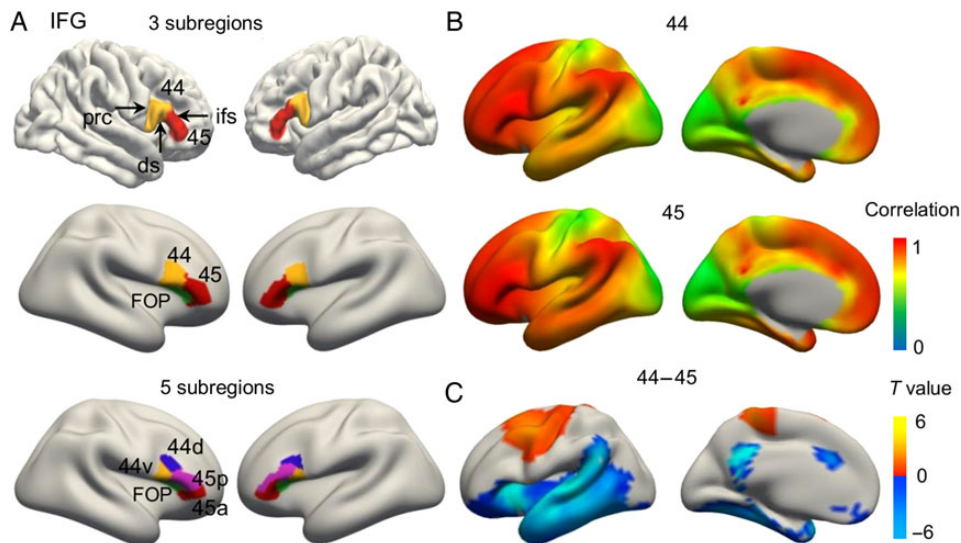 A IFG
3 subregions
44
prc
ifs
45
ds
44
45
FOP
5 subregions
44d
44v
45p
FOP
45a
B
44
45
Correlation
1
0
C
44–45
T value
6
0
−6